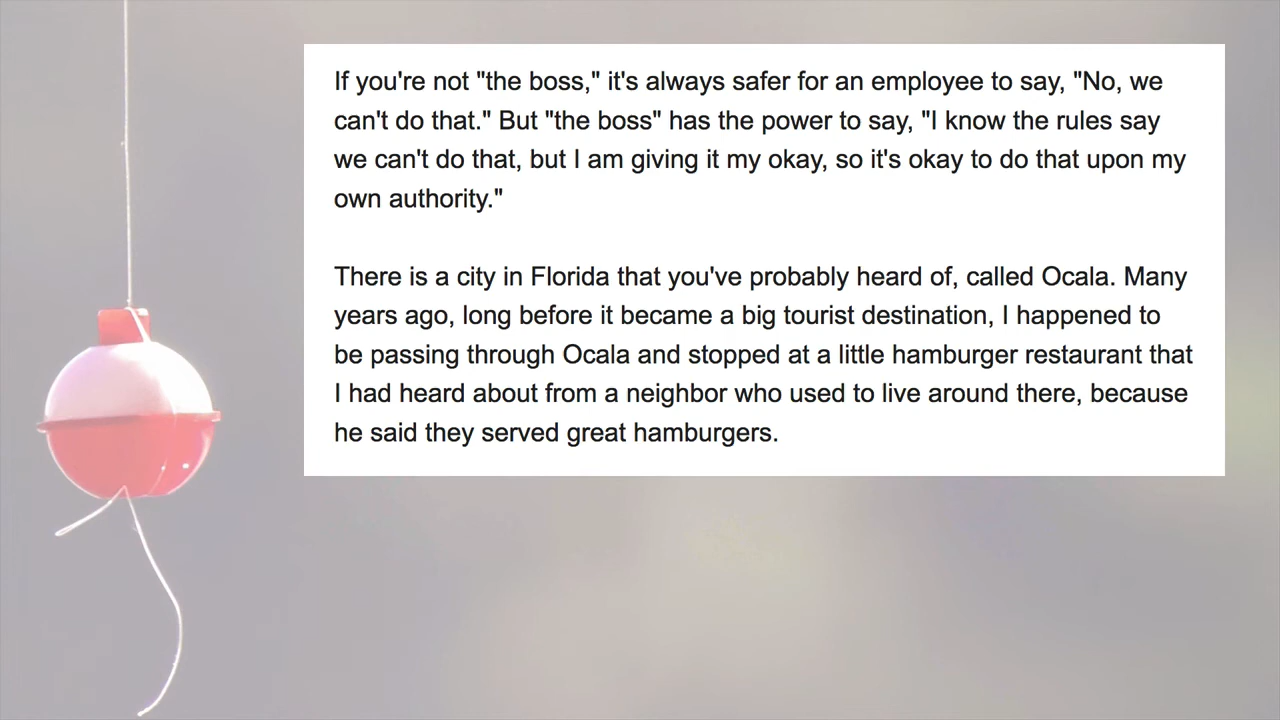 If you're not "the boss," it's always safer for an employee to say, "No, we
can't do that." But "the boss" has the power to say, "I know the rules say
we can't do that, but I am giving it my okay, so it's okay to do that upon my
own authority."
There is a city in Florida that you've probably heard of, called Ocala. Many
years ago, long before it became a big tourist destination, I happened to
be passing through Ocala and stopped at a little hamburger restaurant that
I had heard about from a neighbor who used to live around there, because
he said they served great hamburgers.